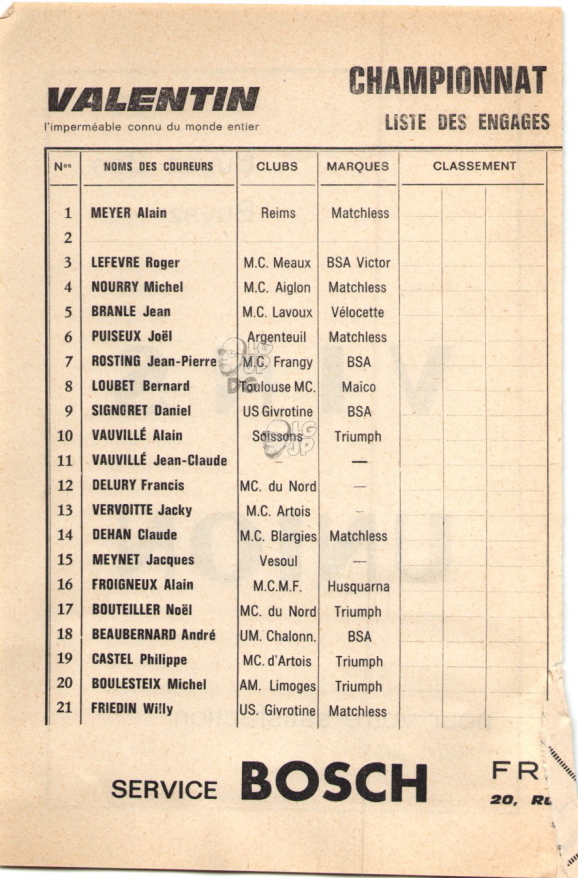 VALENTIN
l'imperméable connu du monde entier
CHAMPIONNAT
LISTE DES ENGAGES
Nos NOMS DES COUREURS CLUBS MARQUES CLASSEMENT
1 MEYER Alain Reims Matchless
2
3 LEFEVRE Roger M.C. Meaux BSA Victor
4 NOURRY Michel M.C. Aiglon Matchless
5 BRANLE Jean M.C. Lavoux Vélocette
6 PUISEUX Joël Argenteuil Matchless
7 ROSTING Jean-Pierre M.C. Frangy BSA
8 LOUBET Bernard Toulouse MC. Maïco
9 SIGNORET Daniel US Givrotine BSA
10 VAUVILLÉ Alain Soissons Triumph
11 VAUVILLÉ Jean-Claude — —
12 DELURY Francis MC. du Nord —
13 VERVOITTE Jacky M.C. Artois —
14 DEHAN Claude M.C. Blargies Matchless
15 MEYNET Jacques Vesoul —
16 FROIGNEUX Alain M.C.M.F. Husquarna
17 BOUTEILLER Noël MC. du Nord Triumph
18 BEAUBERNARD André UM. Chalonn. BSA
19 CASTEL Philippe MC. d'Artois Triumph
20 BOULESTEIX Michel AM. Limoges Triumph
21 FRIEDIN Willy US. Givrotine Matchless
SERVICE BOSCH
FR
20, Ru